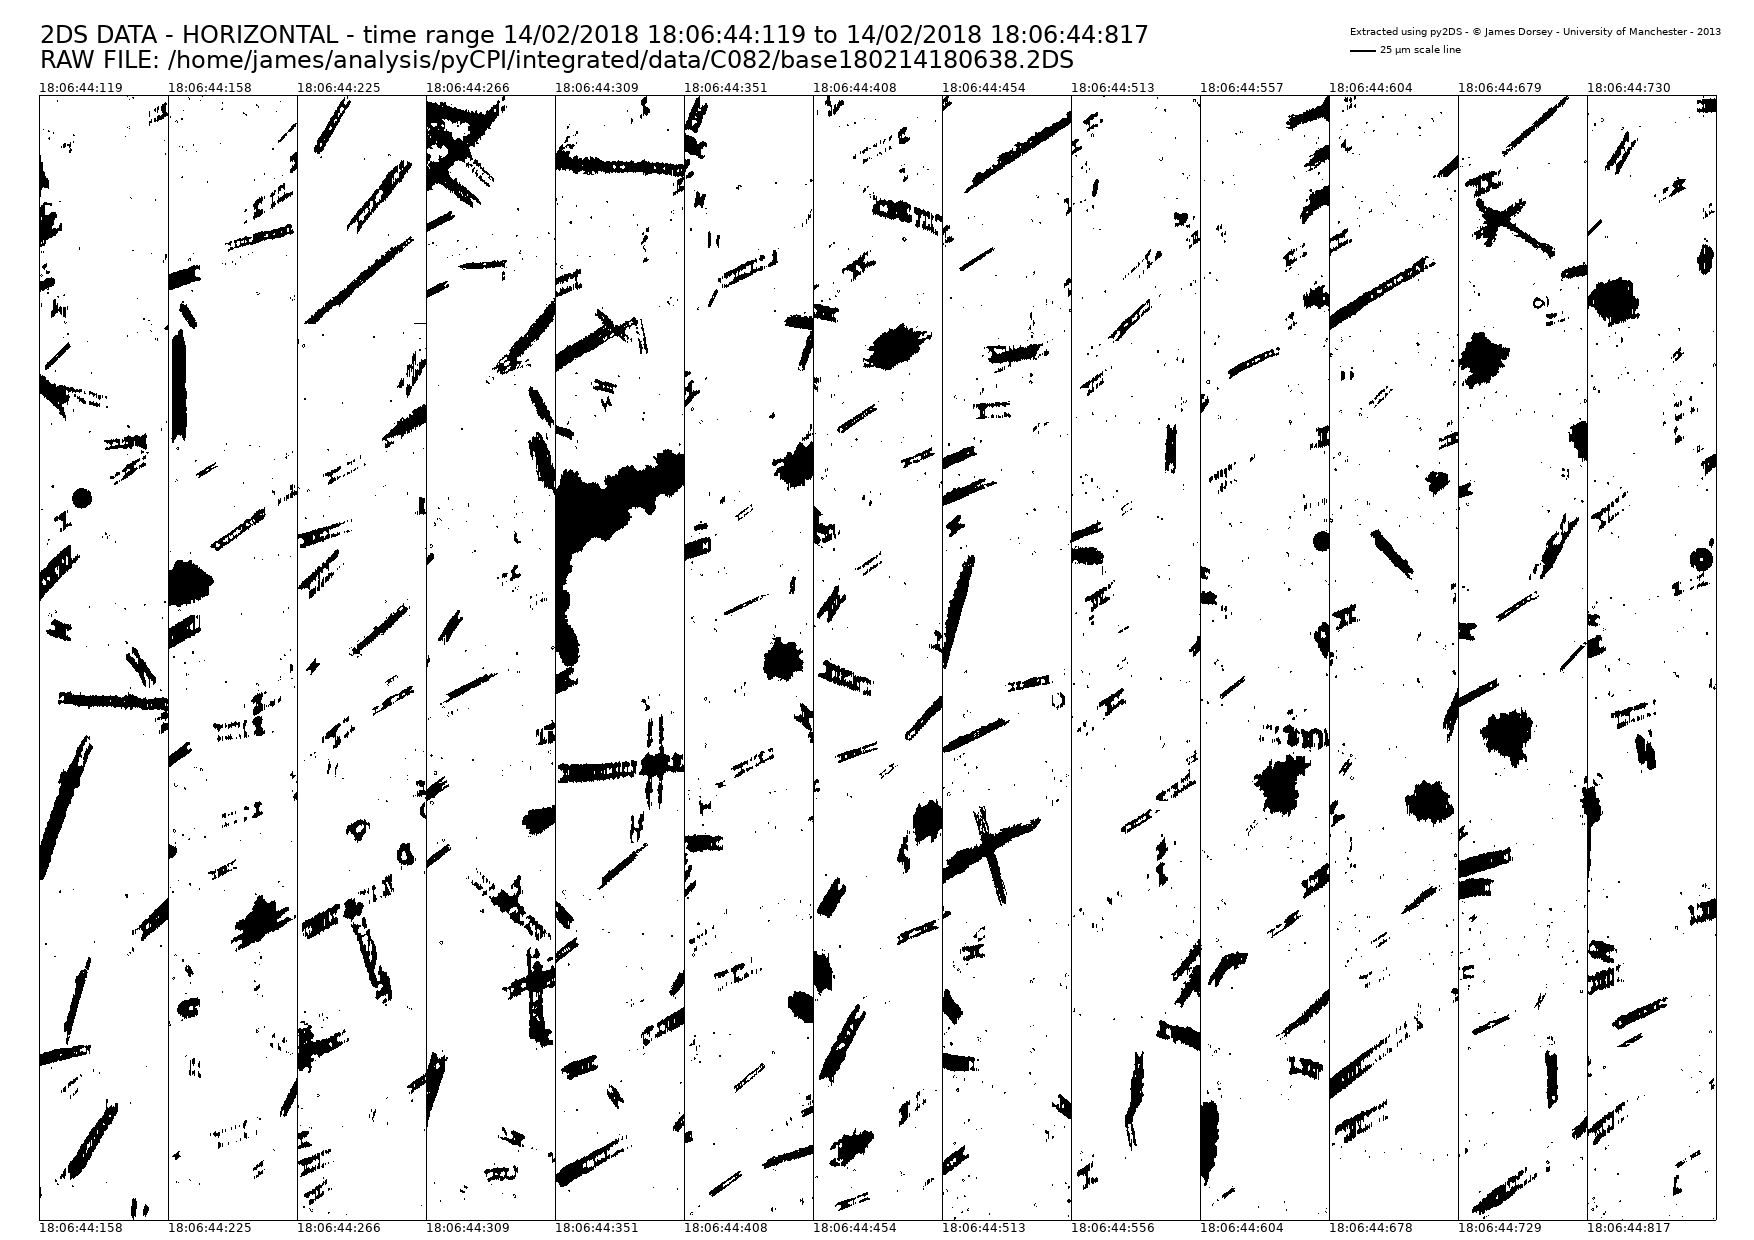 2DS DATA - HORIZONTAL - time range 14/02/2018 18:06:44:119 to 14/02/2018 18:06:44:817
RAW FILE: /home/james/analysis/pyCPI/integrated/data/C082/base180214180638.2DS
Extracted using py2DS - © James Dorsey - University of Manchester - 2013
25 µm scale line
18:06:44:119 18:06:44:158 18:06:44:225 18:06:44:266 18:06:44:309 18:06:44:351 18:06:44:408 18:06:44:454 18:06:44:513 18:06:44:557 18:06:44:604 18:06:44:679 18:06:44:730
18:06:44:158 18:06:44:225 18:06:44:266 18:06:44:309 18:06:44:351 18:06:44:408 18:06:44:454 18:06:44:513 18:06:44:556 18:06:44:604 18:06:44:678 18:06:44:729 18:06:44:817